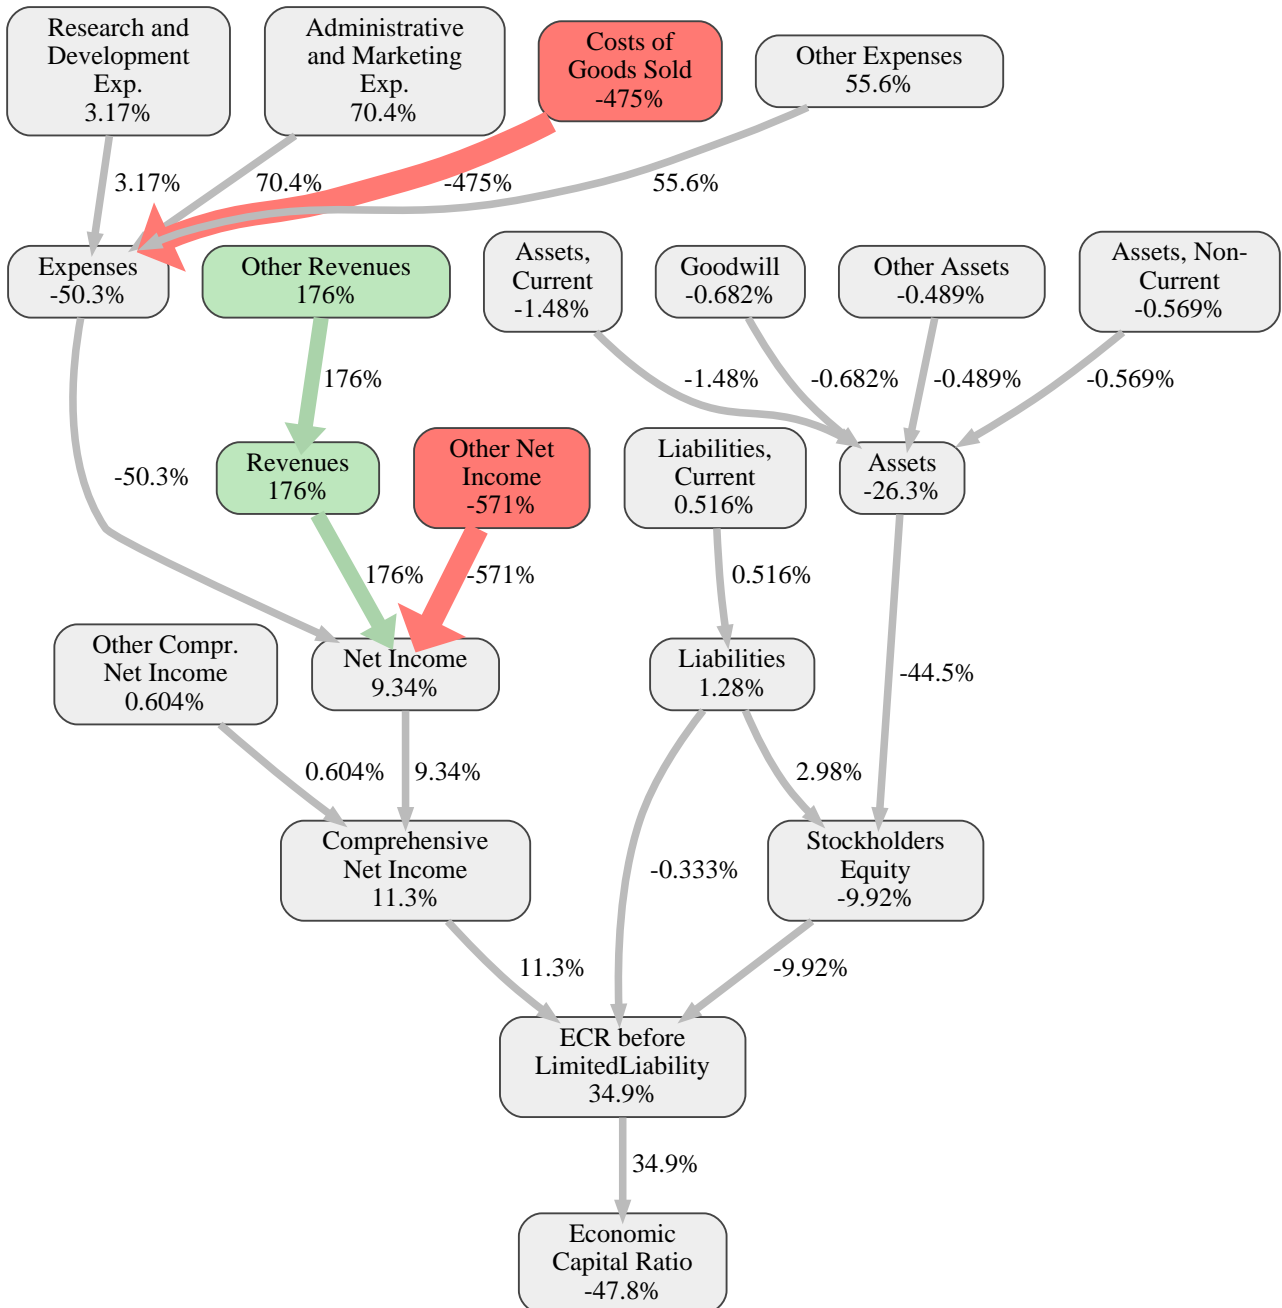 Research and
Development
Exp.
3.17%
Administrative
and Marketing
Exp.
70.4%
Costs of
Goods Sold
-475%
Other Expenses
55.6%
3.17%
70.4%
-475%
55.6%
Expenses
-50.3%
Other Revenues
176%
Assets,
Current
-1.48%
Goodwill
-0.682%
Other Assets
-0.489%
Assets, Non-
Current
-0.569%
176%
-1.48%
-0.682%
-0.489%
-0.569%
-50.3%
Revenues
176%
Other Net
Income
-571%
Liabilities,
Current
0.516%
Assets
-26.3%
176%
-571%
0.516%
-44.5%
Other Compr.
Net Income
0.604%
Net Income
9.34%
Liabilities
1.28%
0.604%
9.34%
2.98%
Comprehensive
Net Income
11.3%
-0.333%
Stockholders
Equity
-9.92%
11.3%
-9.92%
ECR before
LimitedLiability
34.9%
34.9%
Economic
Capital Ratio
-47.8%